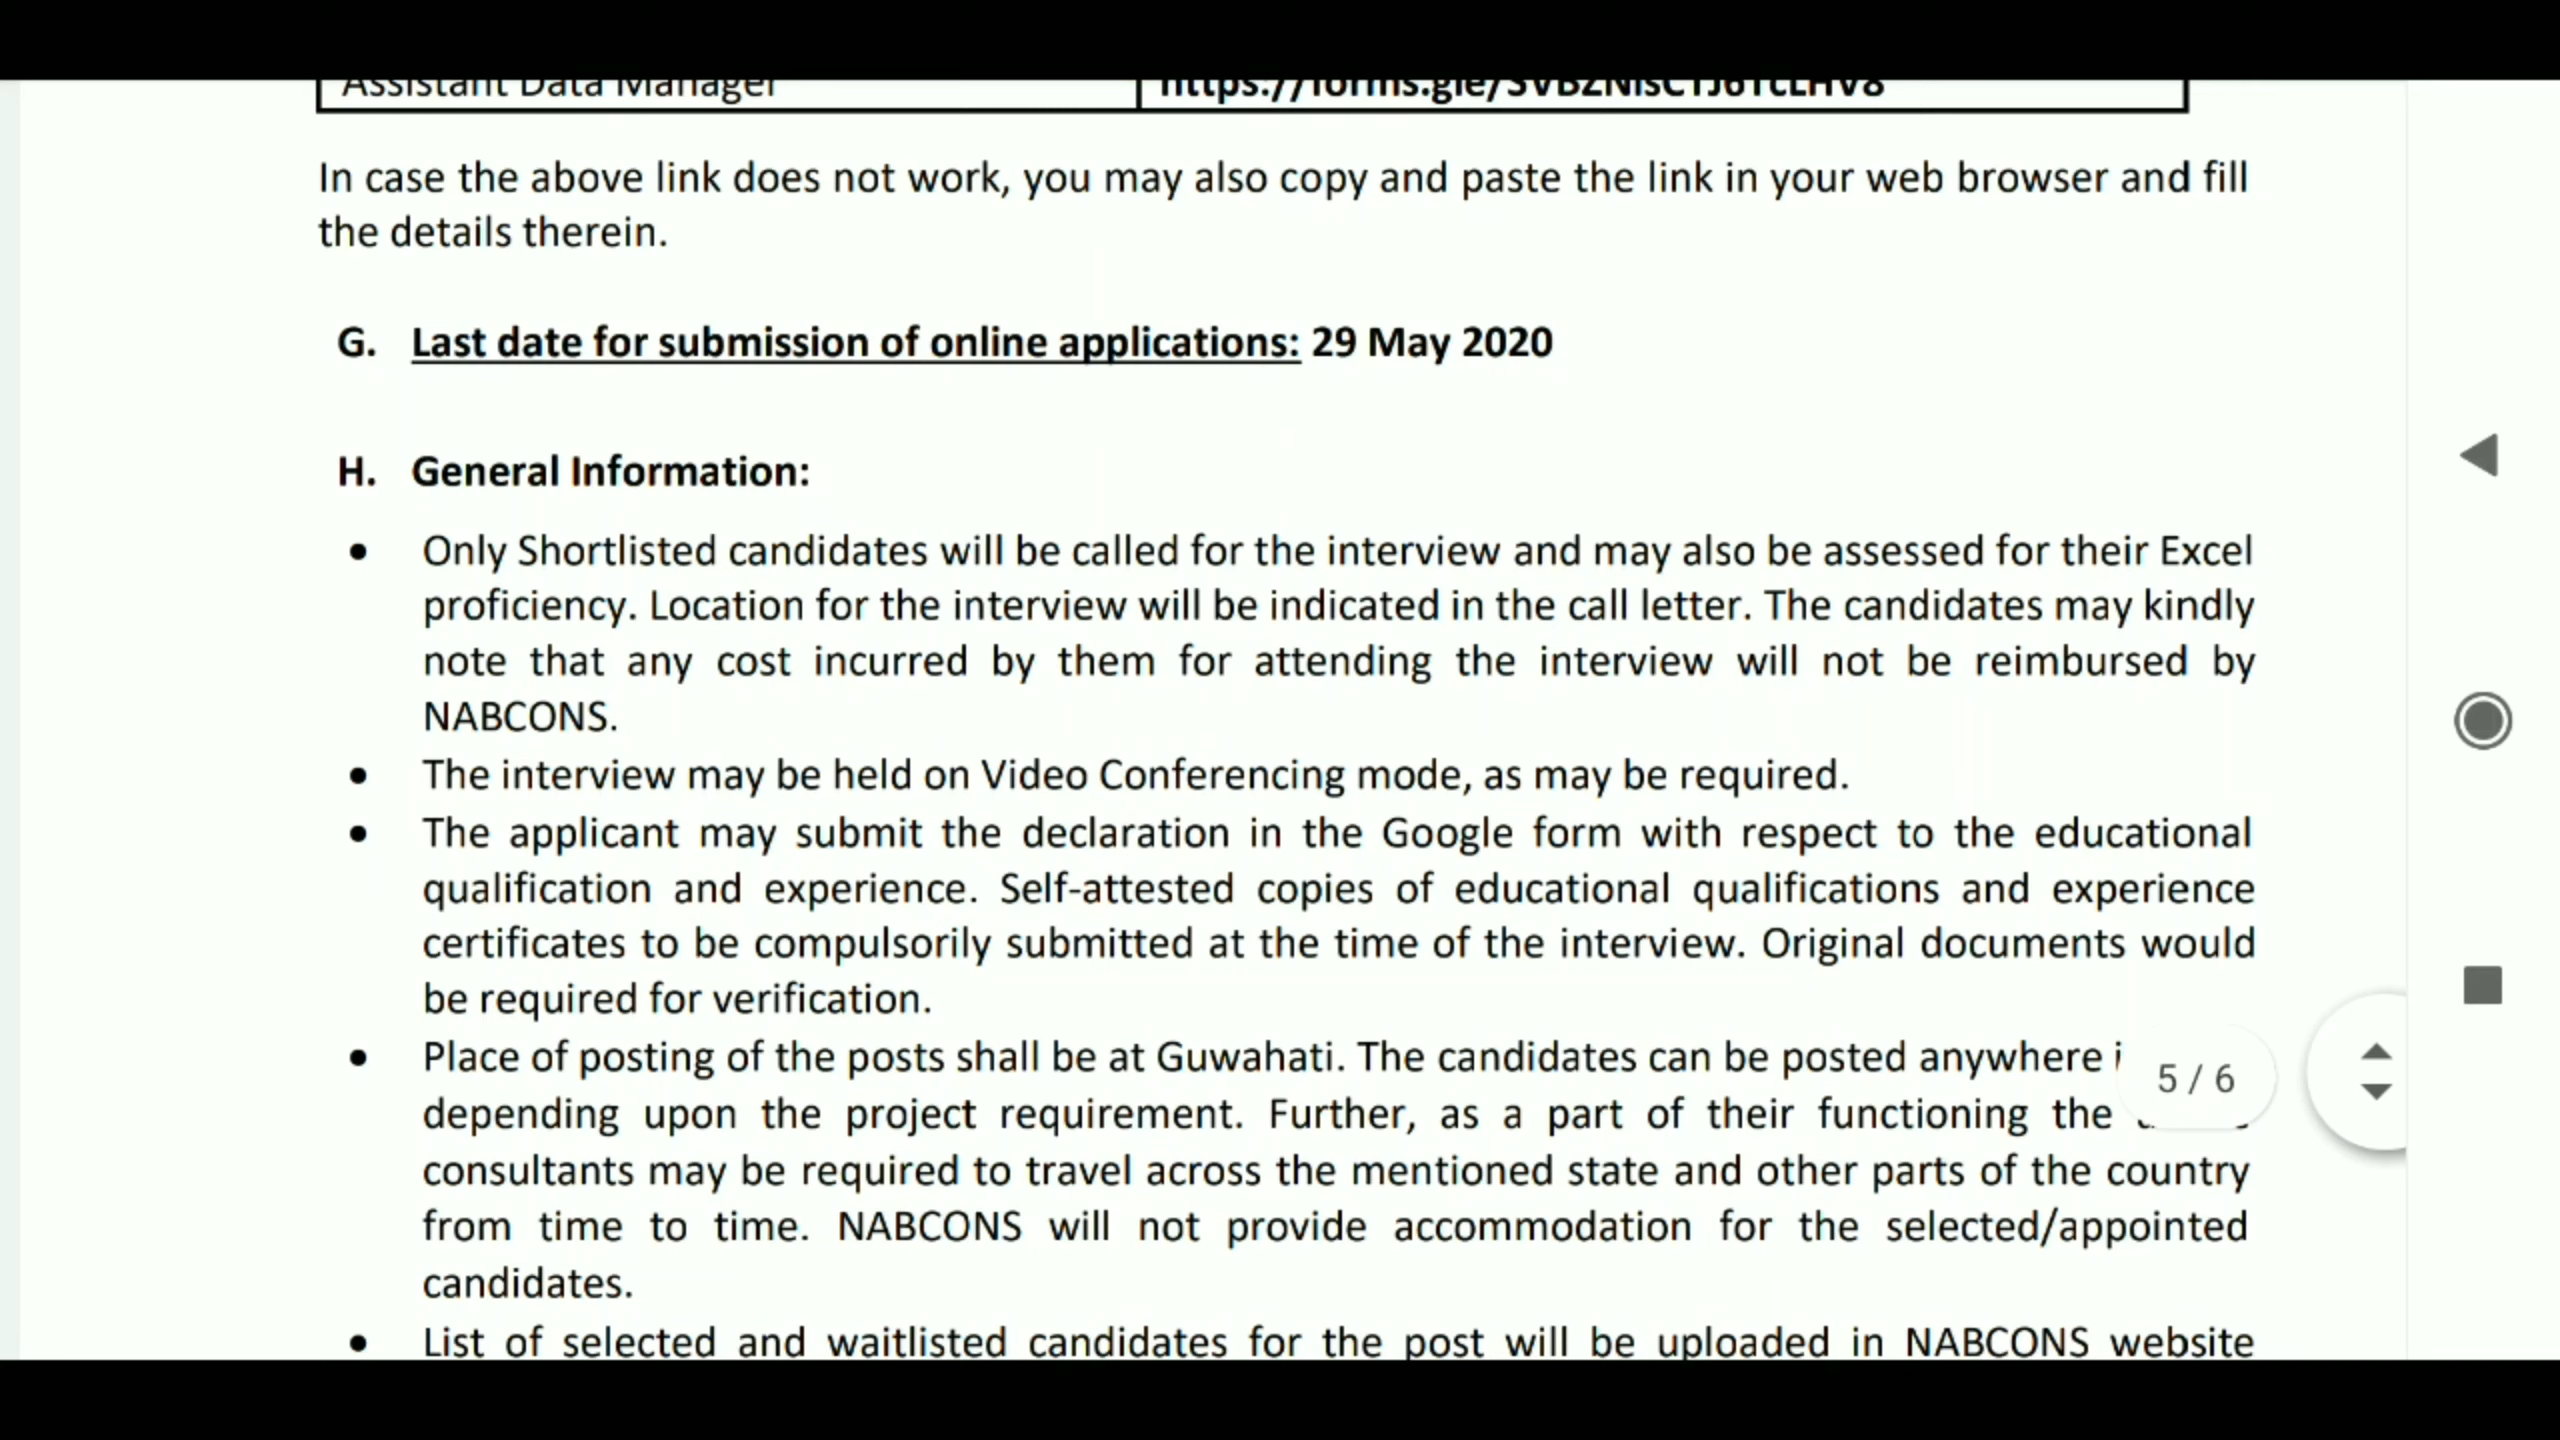 Assistant Data Manager
In case the above link does not work, you may also copy and paste the link in your web browser and fill
the details therein.
G. Last date for submission of online applications: 29 May 2020
H. General Information:
• Only Shortlisted candidates will be called for the interview and may also be assessed for their Excel
proficiency. Location for the interview will be indicated in the call letter. The candidates may kindly
note that any cost incurred by them for attending the interview will not be reimbursed by
NABCONS.
• The interview may be held on Video Conferencing mode, as may be required.
• The applicant may submit the declaration in the Google form with respect to the educational
qualification and experience. Self-attested copies of educational qualifications and experience
certificates to be compulsorily submitted at the time of the interview. Original documents would
be required for verification.
• Place of posting of the posts shall be at Guwahati. The candidates can be posted anywhere
5 / 6
depending upon the project requirement. Further, as a part of their functioning the
consultants may be required to travel across the mentioned state and other parts of the country
from time to time. NABCONS will not provide accommodation for the selected/appointed
candidates.
• List of selected and waitlisted candidates for the post will be uploaded in NABCONS website